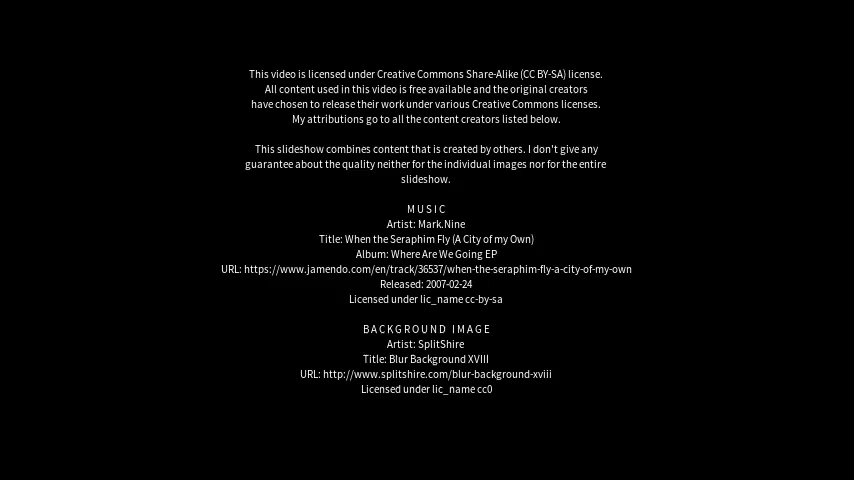 This video is licensed under Creative Commons Share-Alike (CC BY-SA) license.
All content used in this video is free available and the original creators
have chosen to release their work under various Creative Commons licenses.
My attributions go to all the content creators listed below.
This slideshow combines content that is created by others. I don't give any
guarantee about the quality neither for the individual images nor for the entire
slideshow.
MUSIC
Artist: Mark.Nine
Title: When the Seraphim Fly (A City of my Own)
Album: Where Are We Going EP
URL: https://www.jamendo.com/en/track/36537/when-the-seraphim-fly-a-city-of-my-own
Released: 2007-02-24
Licensed under lic_name cc-by-sa
BACKGROUND IMAGE
Artist: SplitShire
Title: Blur Background XVIII
URL: http://www.splitshire.com/blur-background-xviii
Licensed under lic_name cc0